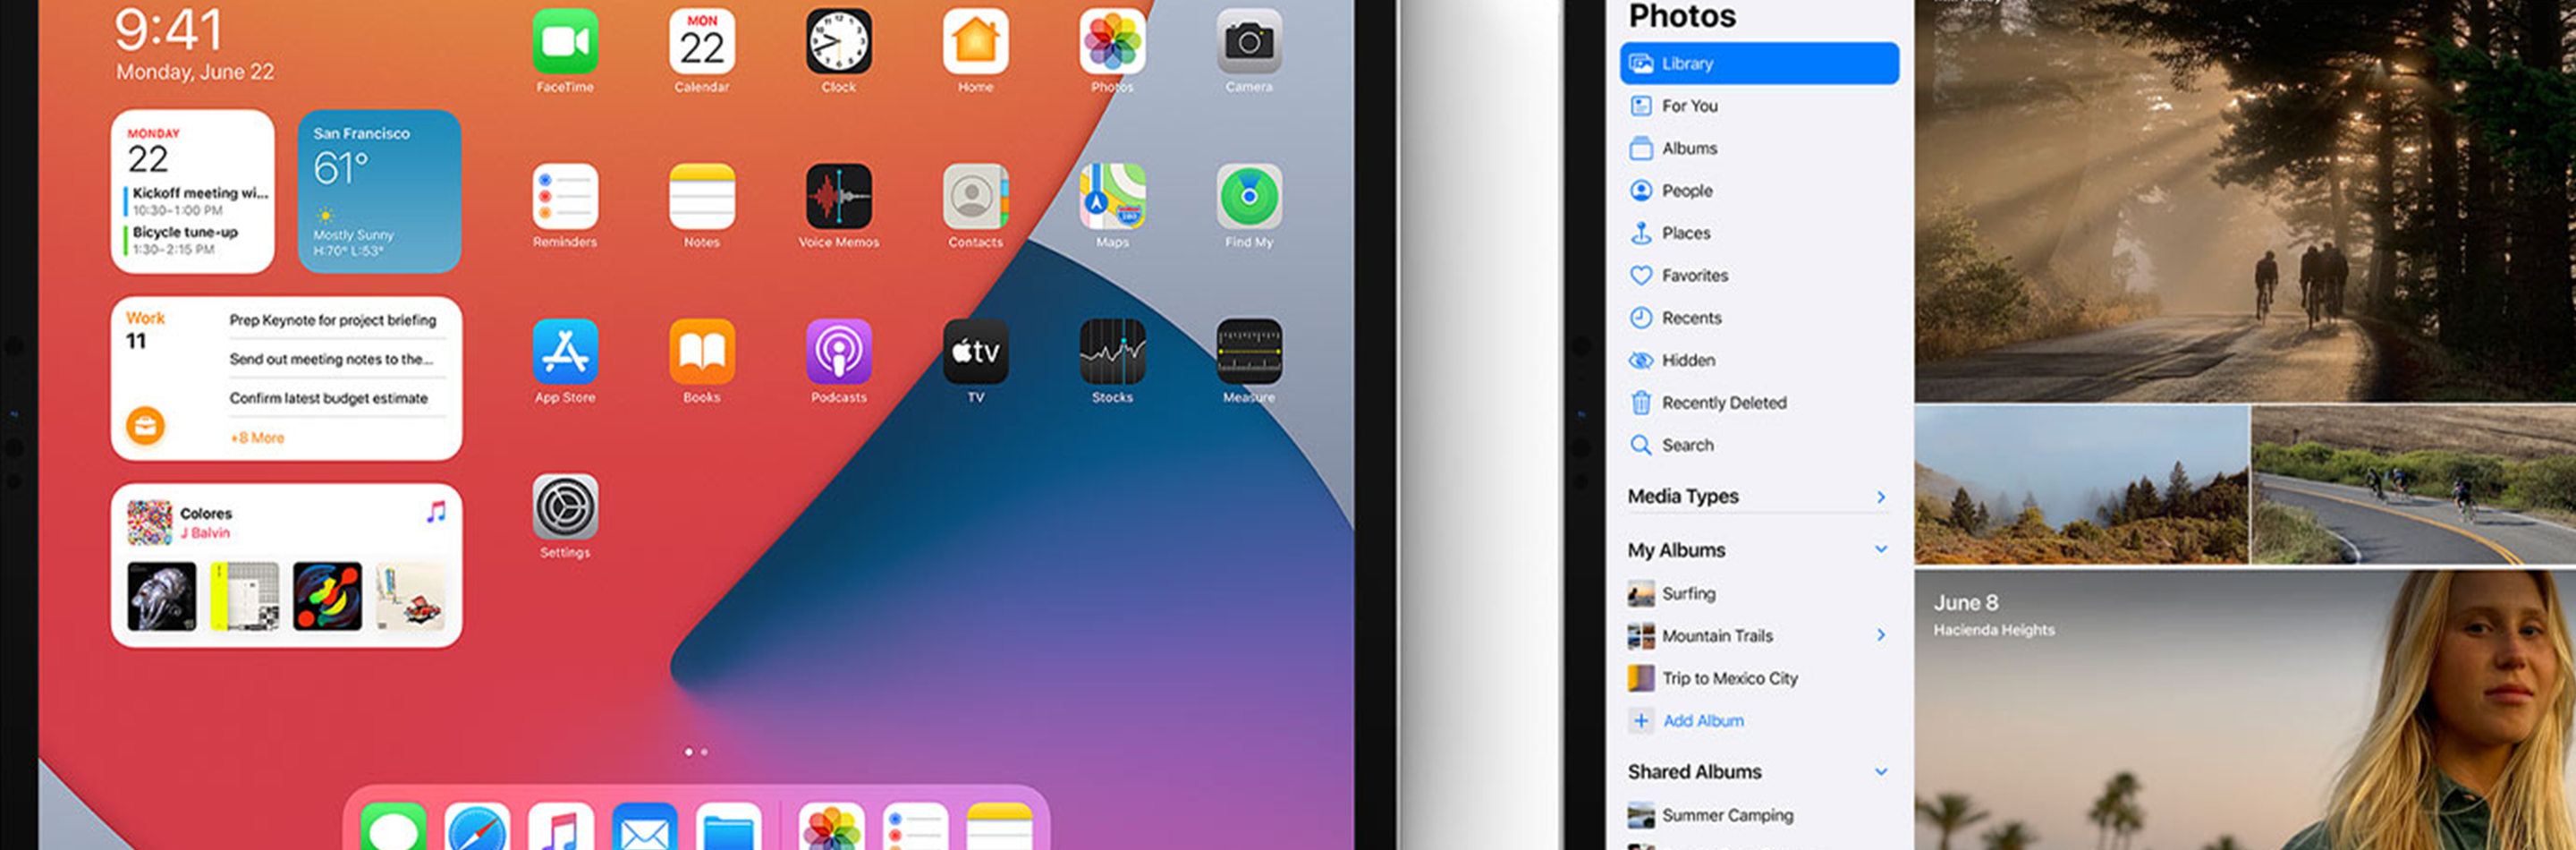 9:41
Monday, June 22
MONDAY
22
Kickoff meeting wi...
10:30–1:00 PM
Bicycle tune-up
1:30–2:15 PM
San Francisco
61°
Mostly Sunny
H:70° L:53°
Work
11
Prep Keynote for project briefing
Send out meeting notes to the...
Confirm latest budget estimate
+8 More
Colores
J Balvin
MON
22
FaceTime
Calendar
Clock
Home
Photos
Camera
Reminders
Notes
Voice Memos
Contacts
Maps
Find My
tv
App Store
Books
Podcasts
TV
Stocks
Measure
Settings
Photos
Library
For You
Albums
People
Places
Favorites
Recents
Hidden
Recently Deleted
Search
Media Types
My Albums
Surfing
Mountain Trails
Trip to Mexico City
Add Album
Shared Albums
Summer Camping
June 8
Hacienda Heights